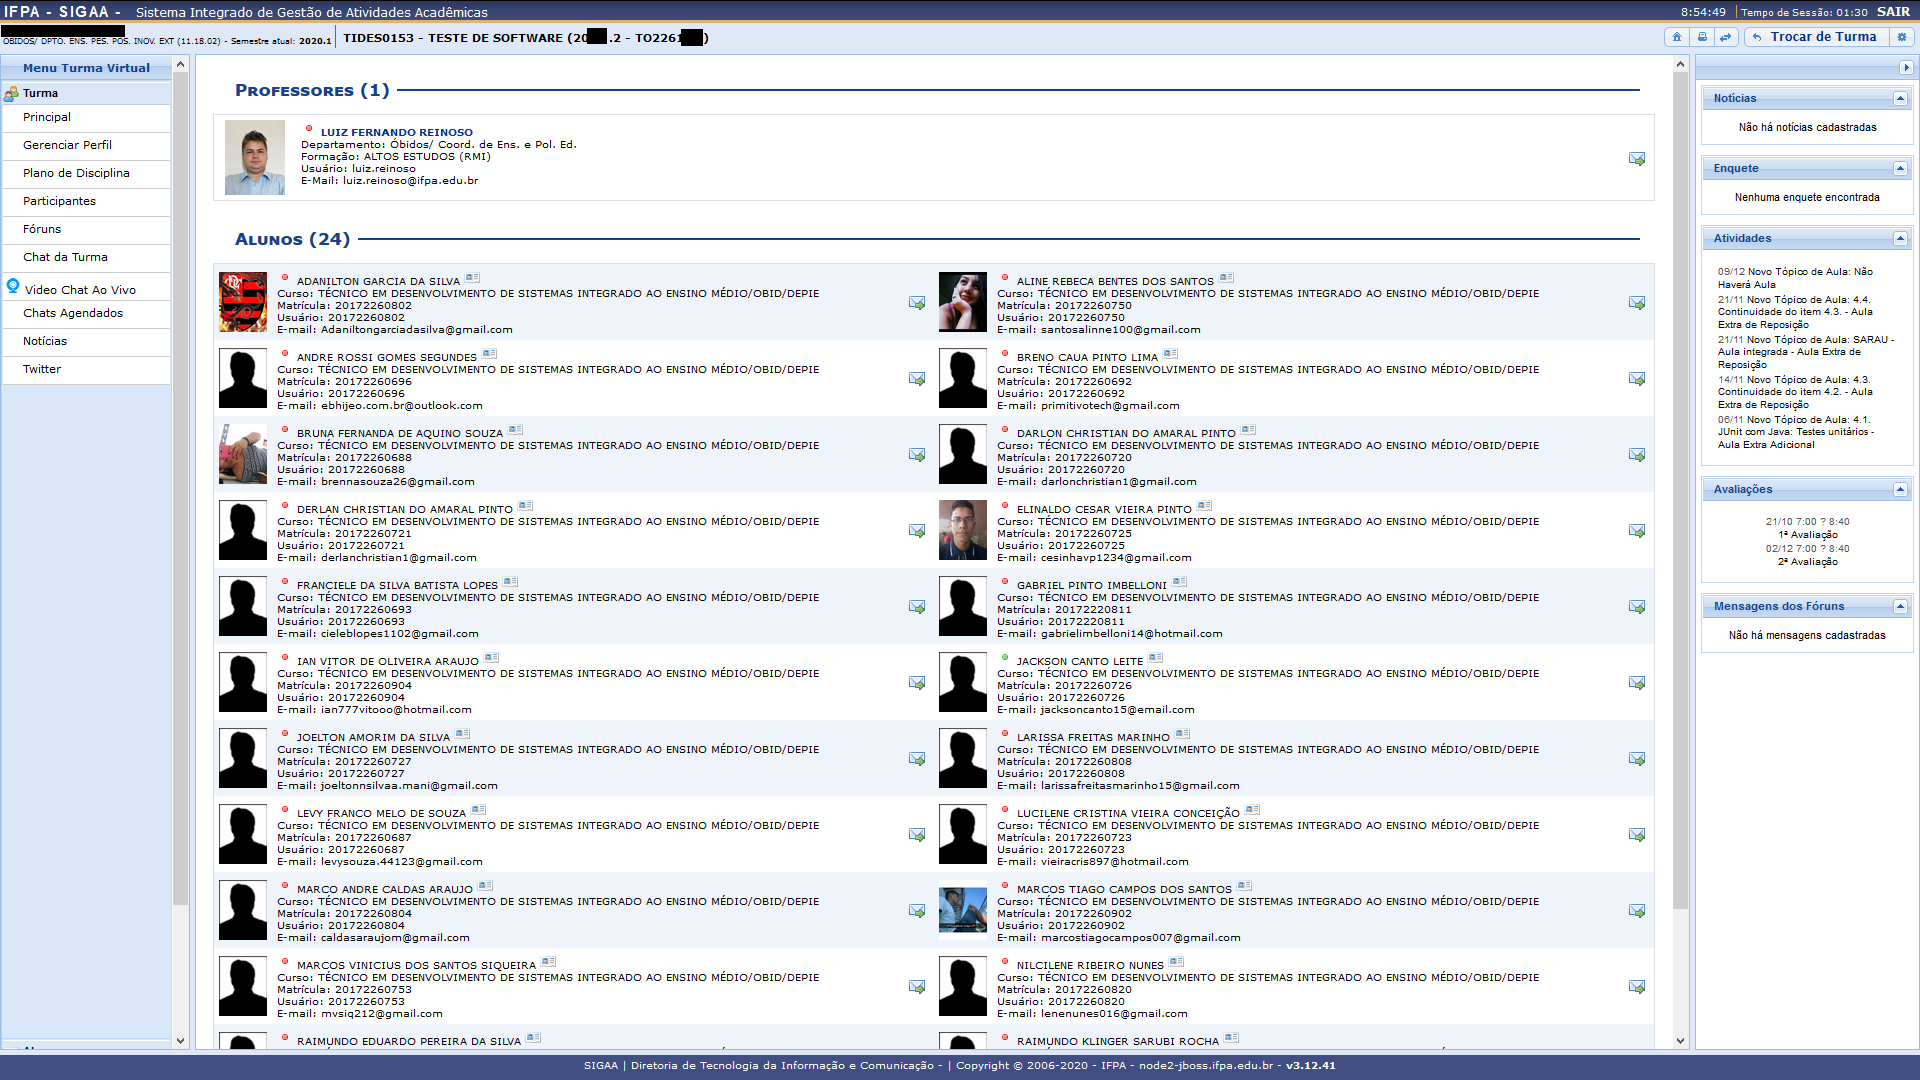 IFPA - SIGAA - Sistema Integrado de Gestão de Atividades Acadêmicas
8:54:49 Tempo de Sessão: 01:30 SAIR
ÓBIDOS/ DPTO. ENS. PES. PÓS. INOV. EXT (11.18.02) - Semestre atual: 2020.1
TIDES0153 - TESTE DE SOFTWARE (20 .2 - TO2261 )
Trocar de Turma
Menu Turma Virtual
Turma
Principal
Gerenciar Perfil
Plano de Disciplina
Participantes
Fóruns
Chat da Turma
Video Chat Ao Vivo
Chats Agendados
Notícias
Twitter
Professores (1)
LUIZ FERNANDO REINOSO
Departamento: Óbidos/ Coord. de Ens. e Pol. Ed.
Formação: ALTOS ESTUDOS (RMI)
Usuário: luiz.reinoso
E-Mail: luiz.reinoso@ifpa.edu.br
Alunos (24)
ADANILTON GARCIA DA SILVA
Curso: TÉCNICO EM DESENVOLVIMENTO DE SISTEMAS INTEGRADO AO ENSINO MÉDIO/OBID/DEPIE
Matrícula: 20172260802
Usuário: 20172260802
E-mail: Adaniltongarciadasilva@gmail.com
ALINE REBECA BENTES DOS SANTOS
Curso: TÉCNICO EM DESENVOLVIMENTO DE SISTEMAS INTEGRADO AO ENSINO MÉDIO/OBID/DEPIE
Matrícula: 20172260750
Usuário: 20172260750
E-mail: santosalinne100@gmail.com
ANDRE ROSSI GOMES SEGUNDES
Curso: TÉCNICO EM DESENVOLVIMENTO DE SISTEMAS INTEGRADO AO ENSINO MÉDIO/OBID/DEPIE
Matrícula: 20172260696
Usuário: 20172260696
E-mail: ebhijeo.com.br@outlook.com
BRENO CAUA PINTO LIMA
Curso: TÉCNICO EM DESENVOLVIMENTO DE SISTEMAS INTEGRADO AO ENSINO MÉDIO/OBID/DEPIE
Matrícula: 20172260692
Usuário: 20172260692
E-mail: primitivotech@gmail.com
BRUNA FERNANDA DE AQUINO SOUZA
Curso: TÉCNICO EM DESENVOLVIMENTO DE SISTEMAS INTEGRADO AO ENSINO MÉDIO/OBID/DEPIE
Matrícula: 20172260688
Usuário: 20172260688
E-mail: brennasouza26@gmail.com
DARLON CHRISTIAN DO AMARAL PINTO
Curso: TÉCNICO EM DESENVOLVIMENTO DE SISTEMAS INTEGRADO AO ENSINO MÉDIO/OBID/DEPIE
Matrícula: 20172260720
Usuário: 20172260720
E-mail: darlonchristian1@gmail.com
DERLAN CHRISTIAN DO AMARAL PINTO
Curso: TÉCNICO EM DESENVOLVIMENTO DE SISTEMAS INTEGRADO AO ENSINO MÉDIO/OBID/DEPIE
Matrícula: 20172260721
Usuário: 20172260721
E-mail: derlanchristian1@gmail.com
ELINALDO CESAR VIEIRA PINTO
Curso: TÉCNICO EM DESENVOLVIMENTO DE SISTEMAS INTEGRADO AO ENSINO MÉDIO/OBID/DEPIE
Matrícula: 20172260725
Usuário: 20172260725
E-mail: cesinhavp1234@gmail.com
FRANCIELE DA SILVA BATISTA LOPES
Curso: TÉCNICO EM DESENVOLVIMENTO DE SISTEMAS INTEGRADO AO ENSINO MÉDIO/OBID/DEPIE
Matrícula: 20172260693
Usuário: 20172260693
E-mail: cieleblopes1102@gmail.com
GABRIEL PINTO IMBELLONI
Curso: TÉCNICO EM DESENVOLVIMENTO DE SISTEMAS INTEGRADO AO ENSINO MÉDIO/OBID/DEPIE
Matrícula: 20172220811
Usuário: 20172220811
E-mail: gabrielimbelloni14@hotmail.com
IAN VITOR DE OLIVEIRA ARAUJO
Curso: TÉCNICO EM DESENVOLVIMENTO DE SISTEMAS INTEGRADO AO ENSINO MÉDIO/OBID/DEPIE
Matrícula: 20172260904
Usuário: 20172260904
E-mail: ian777vitooo@hotmail.com
JACKSON CANTO LEITE
Curso: TÉCNICO EM DESENVOLVIMENTO DE SISTEMAS INTEGRADO AO ENSINO MÉDIO/OBID/DEPIE
Matrícula: 20172260726
Usuário: 20172260726
E-mail: jacksoncanto15@email.com
JOELTON AMORIM DA SILVA
Curso: TÉCNICO EM DESENVOLVIMENTO DE SISTEMAS INTEGRADO AO ENSINO MÉDIO/OBID/DEPIE
Matrícula: 20172260727
Usuário: 20172260727
E-mail: joeltonnsilvaa.mani@gmail.com
LARISSA FREITAS MARINHO
Curso: TÉCNICO EM DESENVOLVIMENTO DE SISTEMAS INTEGRADO AO ENSINO MÉDIO/OBID/DEPIE
Matrícula: 20172260808
Usuário: 20172260808
E-mail: larissafreitasmarinho15@gmail.com
LEVY FRANCO MELO DE SOUZA
Curso: TÉCNICO EM DESENVOLVIMENTO DE SISTEMAS INTEGRADO AO ENSINO MÉDIO/OBID/DEPIE
Matrícula: 20172260687
Usuário: 20172260687
E-mail: levysouza.44123@gmail.com
LUCILENE CRISTINA VIEIRA CONCEIÇÃO
Curso: TÉCNICO EM DESENVOLVIMENTO DE SISTEMAS INTEGRADO AO ENSINO MÉDIO/OBID/DEPIE
Matrícula: 20172260723
Usuário: 20172260723
E-mail: vieiracris897@hotmail.com
MARCO ANDRE CALDAS ARAUJO
Curso: TÉCNICO EM DESENVOLVIMENTO DE SISTEMAS INTEGRADO AO ENSINO MÉDIO/OBID/DEPIE
Matrícula: 20172260804
Usuário: 20172260804
E-mail: caldasaraujom@gmail.com
MARCOS TIAGO CAMPOS DOS SANTOS
Curso: TÉCNICO EM DESENVOLVIMENTO DE SISTEMAS INTEGRADO AO ENSINO MÉDIO/OBID/DEPIE
Matrícula: 20172260902
Usuário: 20172260902
E-mail: marcostiagocampos007@gmail.com
MARCOS VINICIUS DOS SANTOS SIQUEIRA
Curso: TÉCNICO EM DESENVOLVIMENTO DE SISTEMAS INTEGRADO AO ENSINO MÉDIO/OBID/DEPIE
Matrícula: 20172260753
Usuário: 20172260753
E-mail: mvsiq212@gmail.com
NILCILENE RIBEIRO NUNES
Curso: TÉCNICO EM DESENVOLVIMENTO DE SISTEMAS INTEGRADO AO ENSINO MÉDIO/OBID/DEPIE
Matrícula: 20172260820
Usuário: 20172260820
E-mail: lenenunes016@gmail.com
RAIMUNDO EDUARDO PEREIRA DA SILVA
RAIMUNDO KLINGER SARUBI ROCHA
Notícias
Não há notícias cadastradas
Enquete
Nenhuma enquete encontrada
Atividades
09/12 Novo Tópico de Aula: Não
Haverá Aula
21/11 Novo Tópico de Aula: 4.4.
Continuidade do item 4.3. - Aula
Extra de Reposição
21/11 Novo Tópico de Aula: SARAU -
Aula integrada - Aula Extra de
Reposição
14/11 Novo Tópico de Aula: 4.3.
Continuidade do item 4.2. - Aula
Extra de Reposição
06/11 Novo Tópico de Aula: 4.1.
JUnit com Java: Testes unitários -
Aula Extra Adicional
Avaliações
21/10 7:00 ? 8:40
1ª Avaliação
02/12 7:00 ? 8:40
2ª Avaliação
Mensagens dos Fóruns
Não há mensagens cadastradas
SIGAA | Diretoria de Tecnologia da Informação e Comunicação - | Copyright © 2006-2020 - IFPA - node2-jboss.ifpa.edu.br - v3.12.41